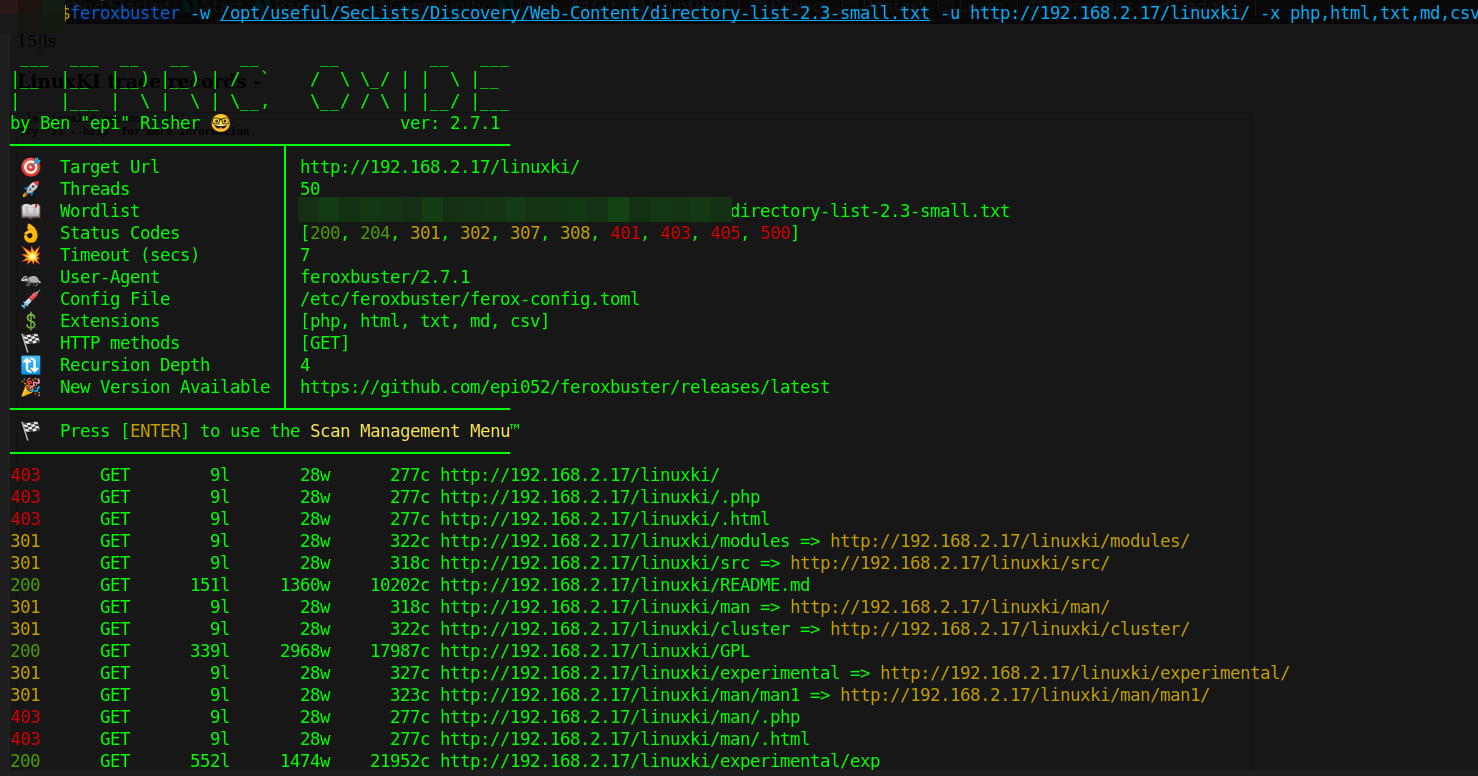 $feroxbuster -w /opt/useful/SecLists/Discovery/Web-Content/directory-list-2.3-small.txt -u http://192.168.2.17/linuxki/ -x php,html,txt,md,csv
15|ls
LinuxKI trace records -
FERRIC OXIDE
by Ben "epi" Risher 🤓 ver: 2.7.1
🎯 Target Url │ http://192.168.2.17/linuxki/
🚀 Threads │ 50
📖 Wordlist │ directory-list-2.3-small.txt
👌 Status Codes │ [200, 204, 301, 302, 307, 308, 401, 403, 405, 500]
💥 Timeout (secs) │ 7
🦡 User-Agent │ feroxbuster/2.7.1
💉 Config File │ /etc/feroxbuster/ferox-config.toml
💲 Extensions │ [php, html, txt, md, csv]
🏁 HTTP methods │ [GET]
🔃 Recursion Depth │ 4
🎉 New Version Available │ https://github.com/epi052/feroxbuster/releases/latest
🏁 Press [ENTER] to use the Scan Management Menu™
403 GET 9l 28w 277c http://192.168.2.17/linuxki/
403 GET 9l 28w 277c http://192.168.2.17/linuxki/.php
403 GET 9l 28w 277c http://192.168.2.17/linuxki/.html
301 GET 9l 28w 322c http://192.168.2.17/linuxki/modules => http://192.168.2.17/linuxki/modules/
301 GET 9l 28w 318c http://192.168.2.17/linuxki/src => http://192.168.2.17/linuxki/src/
200 GET 151l 1360w 10202c http://192.168.2.17/linuxki/README.md
301 GET 9l 28w 318c http://192.168.2.17/linuxki/man => http://192.168.2.17/linuxki/man/
301 GET 9l 28w 322c http://192.168.2.17/linuxki/cluster => http://192.168.2.17/linuxki/cluster/
200 GET 339l 2968w 17987c http://192.168.2.17/linuxki/GPL
301 GET 9l 28w 327c http://192.168.2.17/linuxki/experimental => http://192.168.2.17/linuxki/experimental/
301 GET 9l 28w 323c http://192.168.2.17/linuxki/man/man1 => http://192.168.2.17/linuxki/man/man1/
403 GET 9l 28w 277c http://192.168.2.17/linuxki/man/.php
403 GET 9l 28w 277c http://192.168.2.17/linuxki/man/.html
200 GET 552l 1474w 21952c http://192.168.2.17/linuxki/experimental/exp